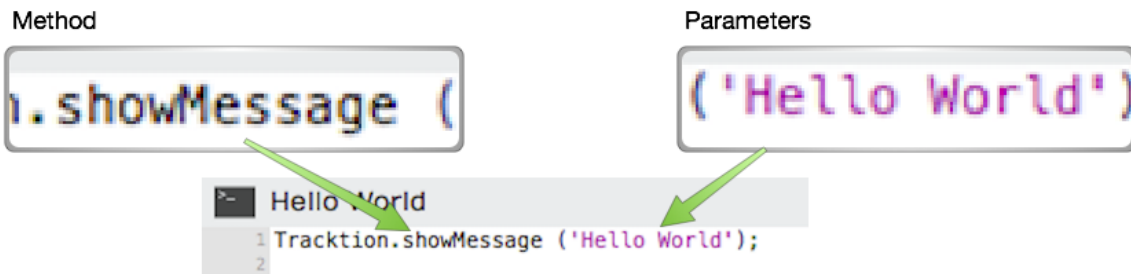 Method
Parameters
.showMessage (
('Hello World')
Hello World
1 Tracktion.showMessage ('Hello World');
2